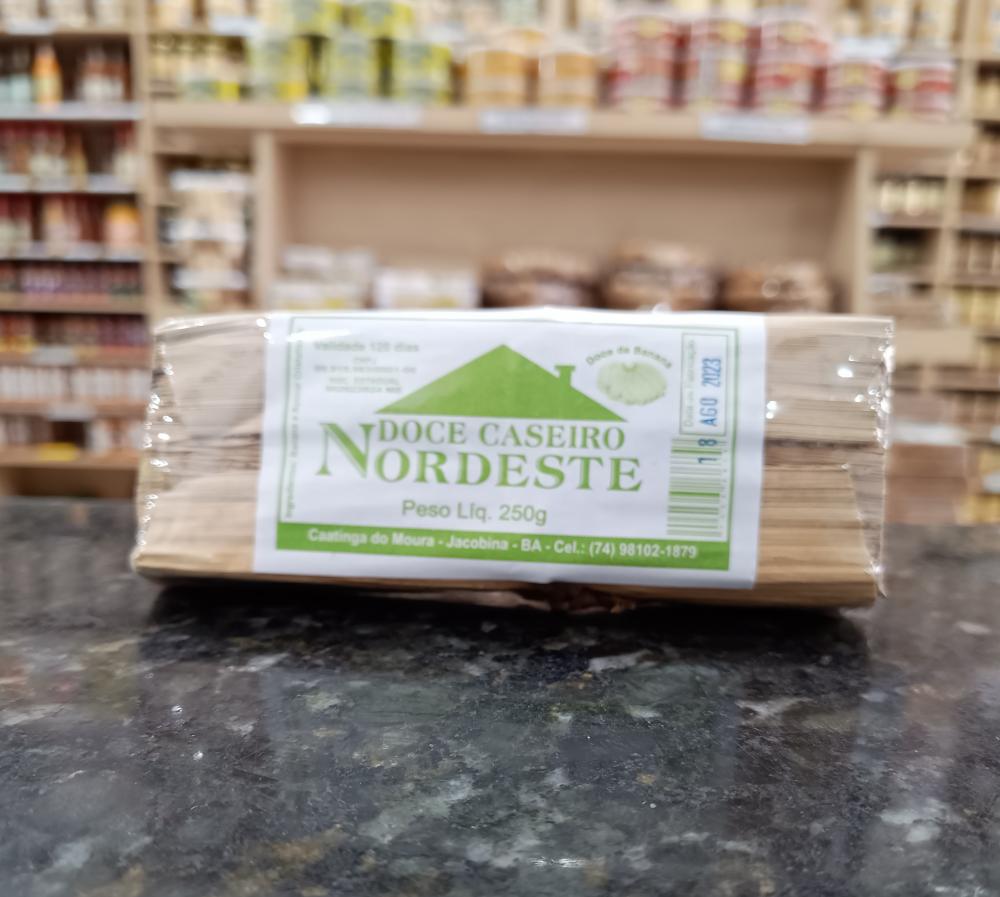 Validade 120 dias
Doce de Banana
DOCE CASEIRO
NORDESTE
Peso Líq. 250g
Caatinga do Moura - Jacobina - BA - Cel.: (74) 98102-1879
18 AGO 2023